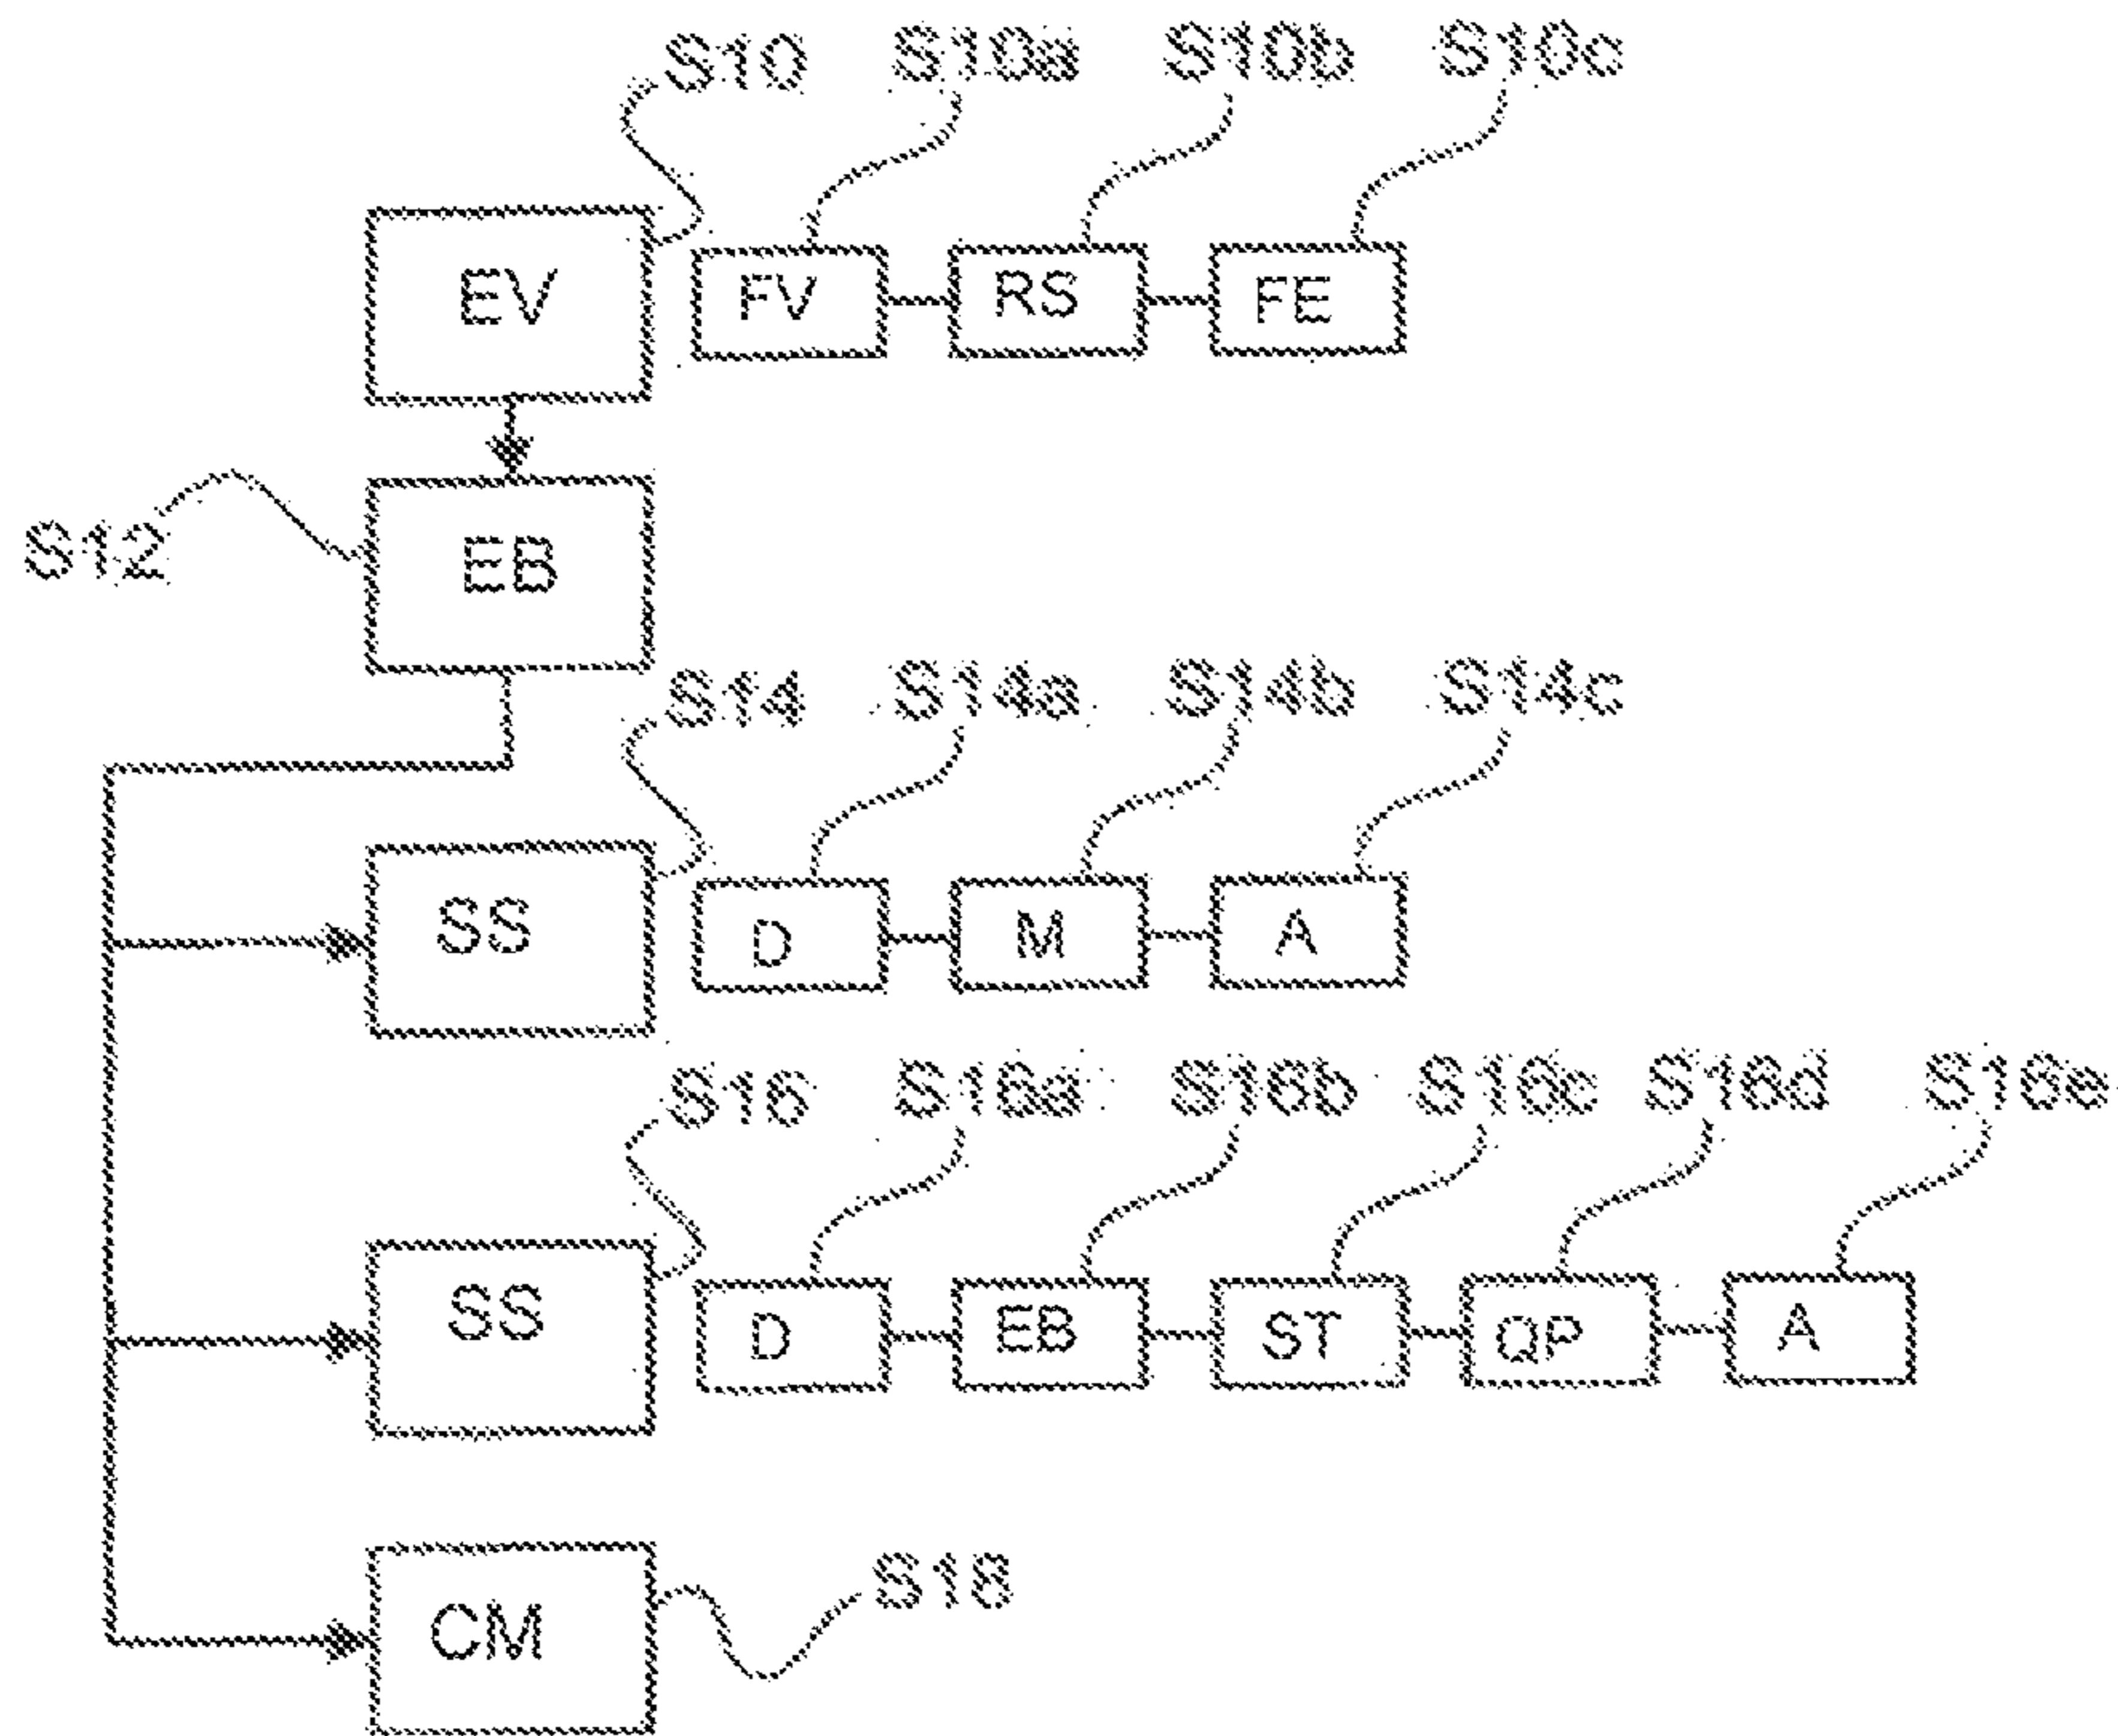 S10 S10a S10b S10c
EV FV RS FE
S12 EB
S14 S14a S14b S14c
SS D M A
S16 S16a S16b S16c S16d S16e
SS D EB ST QP A
CM S18